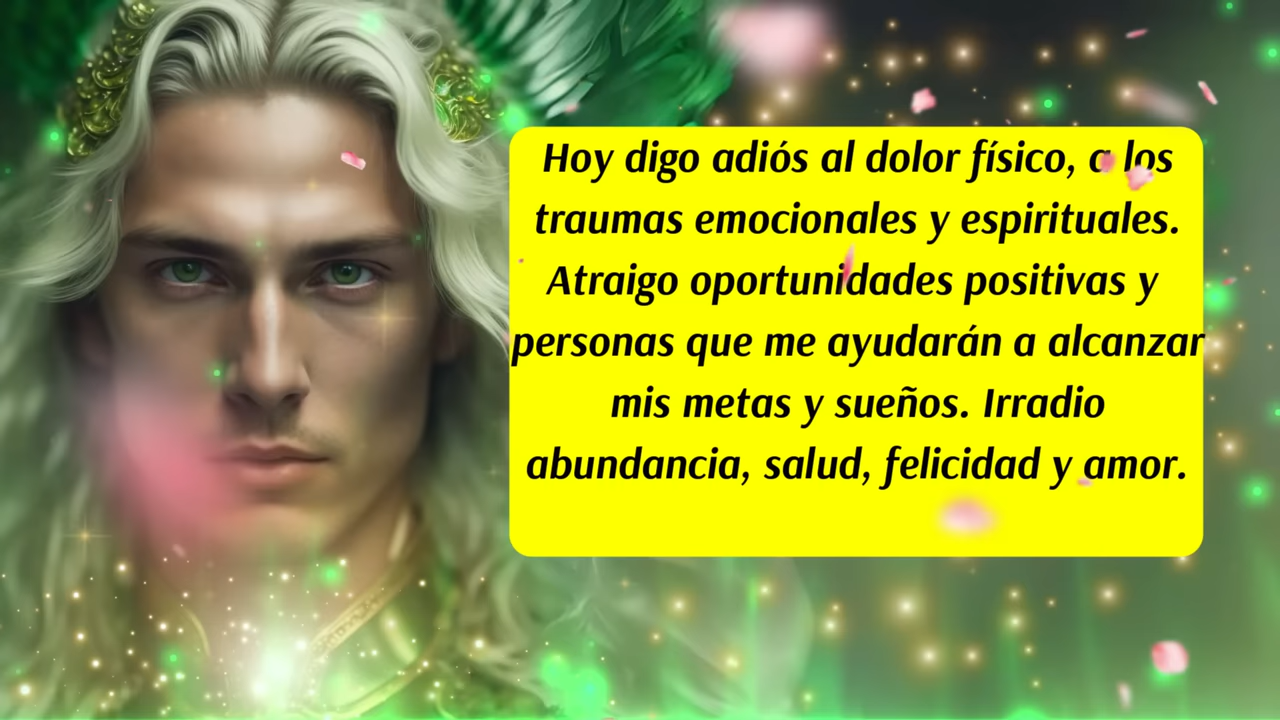 Hoy digo adiós al dolor físico, a los
traumas emocionales y espirituales.
Atraigo oportunidades positivas y
personas que me ayudarán a alcanzar
mis metas y sueños. Irradio
abundancia, salud, felicidad y amor.